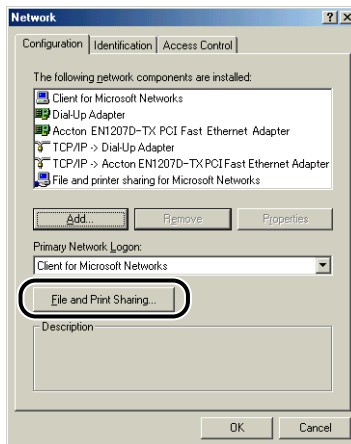 Network
Configuration Identification Access Control
The following network components are installed:
Client for Microsoft Networks
Dial-Up Adapter
Accton EN1207D-TX PCI Fast Ethernet Adapter
TCP/IP -> Dial-Up Adapter
TCP/IP -> Accton EN1207D-TX PCI Fast Ethernet Adapter
File and printer sharing for Microsoft Networks
Add... Remove Properties
Primary Network Logon:
Client for Microsoft Networks
File and Print Sharing...
Description
OK Cancel